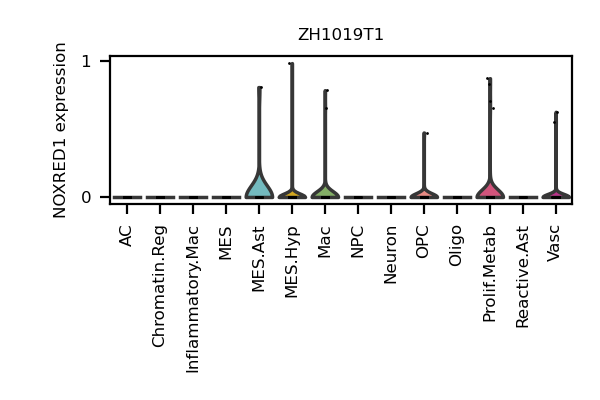 ZH1019T1
NOXRED1 expression
1
0
AC
Chromatin.Reg
Inflammatory.Mac
MES
MES.Ast
MES.Hyp
Mac
NPC
Neuron
OPC
Oligo
Prolif.Metab
Reactive.Ast
Vasc